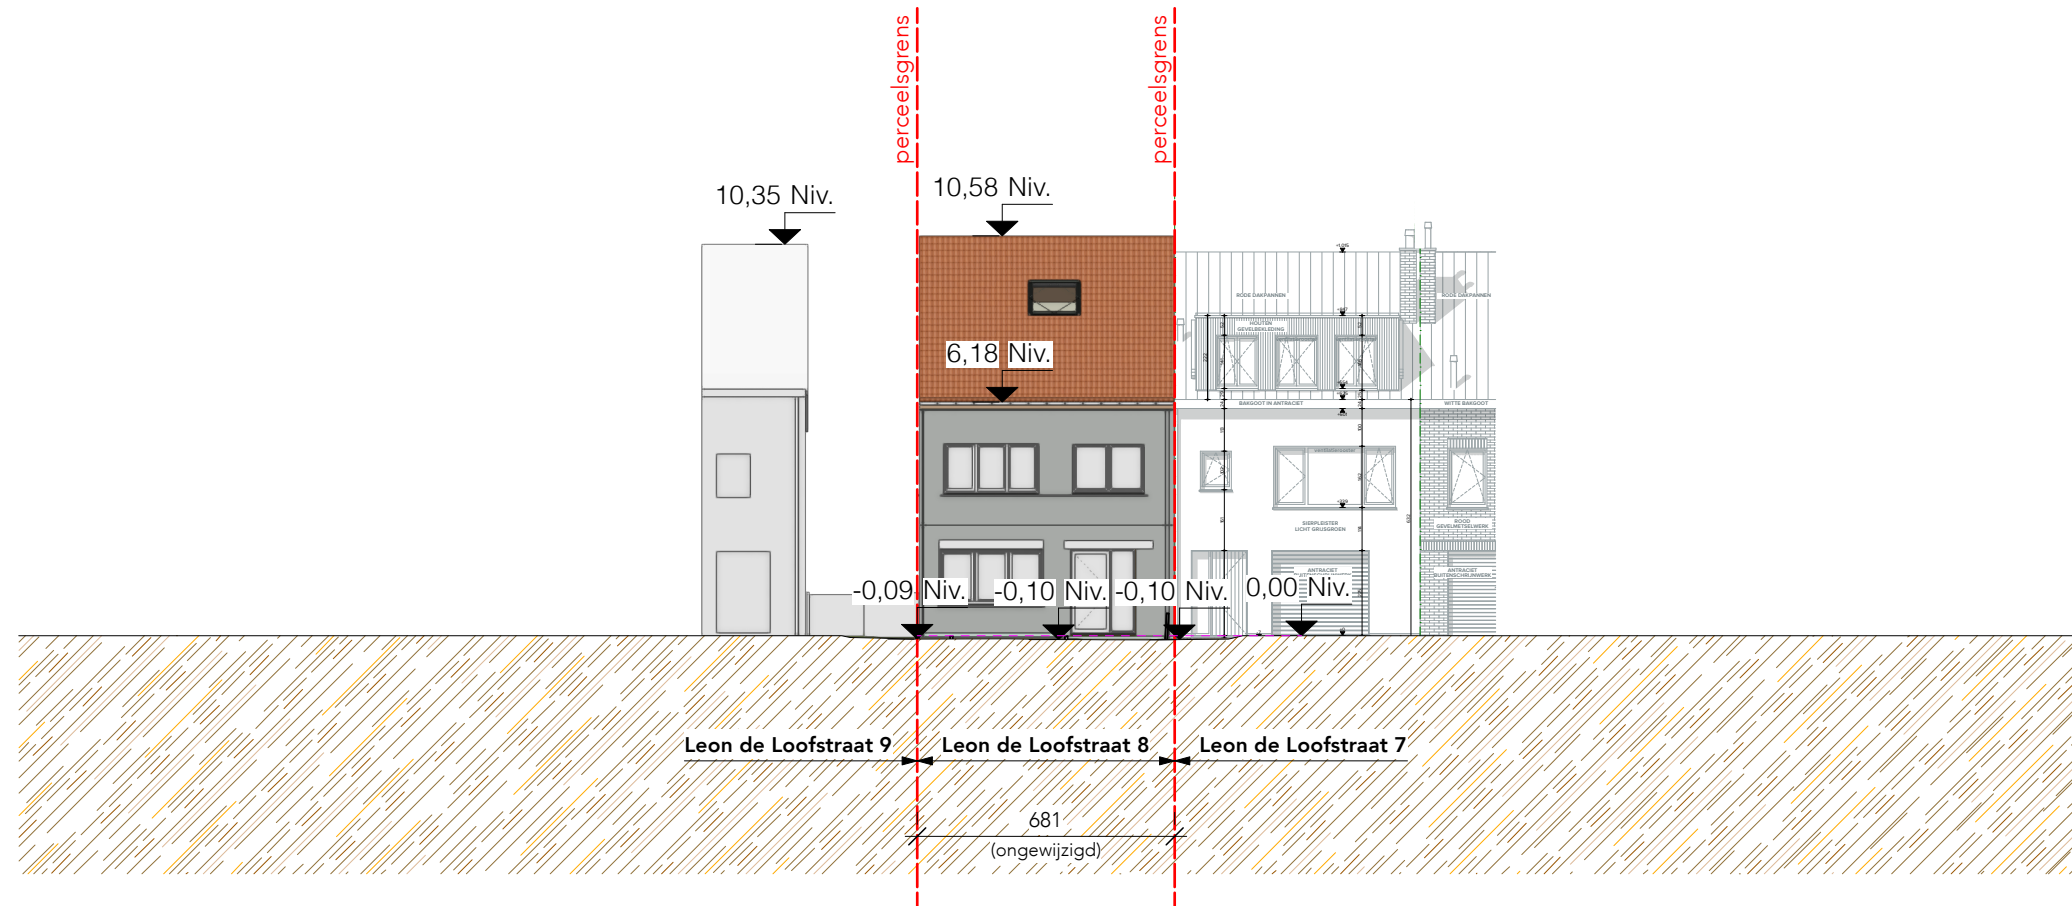 perceelsgrens
perceelsgrens
10,35 Niv.
10,58 Niv.
6,18 Niv.
RODE DAKPANNEN
RODE DAKPANNEN
HOUTEN
GEVELBEKLEDING
BAKGOOT IN ANTRACIET
WITTE BAKGOOT
ventilatierooster
SIERPLEISTER
LICHT GRIJSGROEN
ROOD
GEVELMETSELWERK
ANTRACIET
ANTRACIET
BUITENSCHRIJNWERK
632
-0,09 Niv.
-0,10 Niv.
-0,10 Niv.
0,00 Niv.
Leon de Loofstraat 9
Leon de Loofstraat 8
Leon de Loofstraat 7
681
(ongewijzigd)